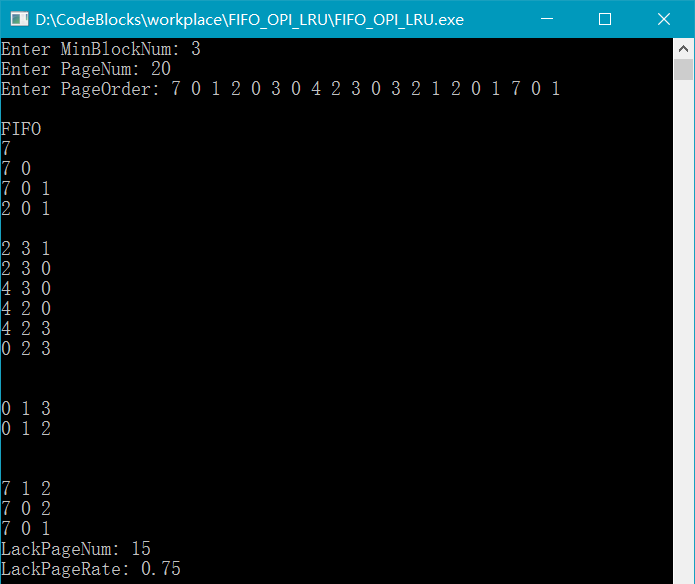 D:\CodeBlocks\workplace\FIFO_OPI_LRU\FIFO_OPI_LRU.exe
Enter MinBlockNum: 3
Enter PageNum: 20
Enter PageOrder: 7 0 1 2 0 3 0 4 2 3 0 3 2 1 2 0 1 7 0 1
FIFO
7
7 0
7 0 1
2 0 1
2 3 1
2 3 0
4 3 0
4 2 0
4 2 3
0 2 3
0 1 3
0 1 2
7 1 2
7 0 2
7 0 1
LackPageNum: 15
LackPageRate: 0.75